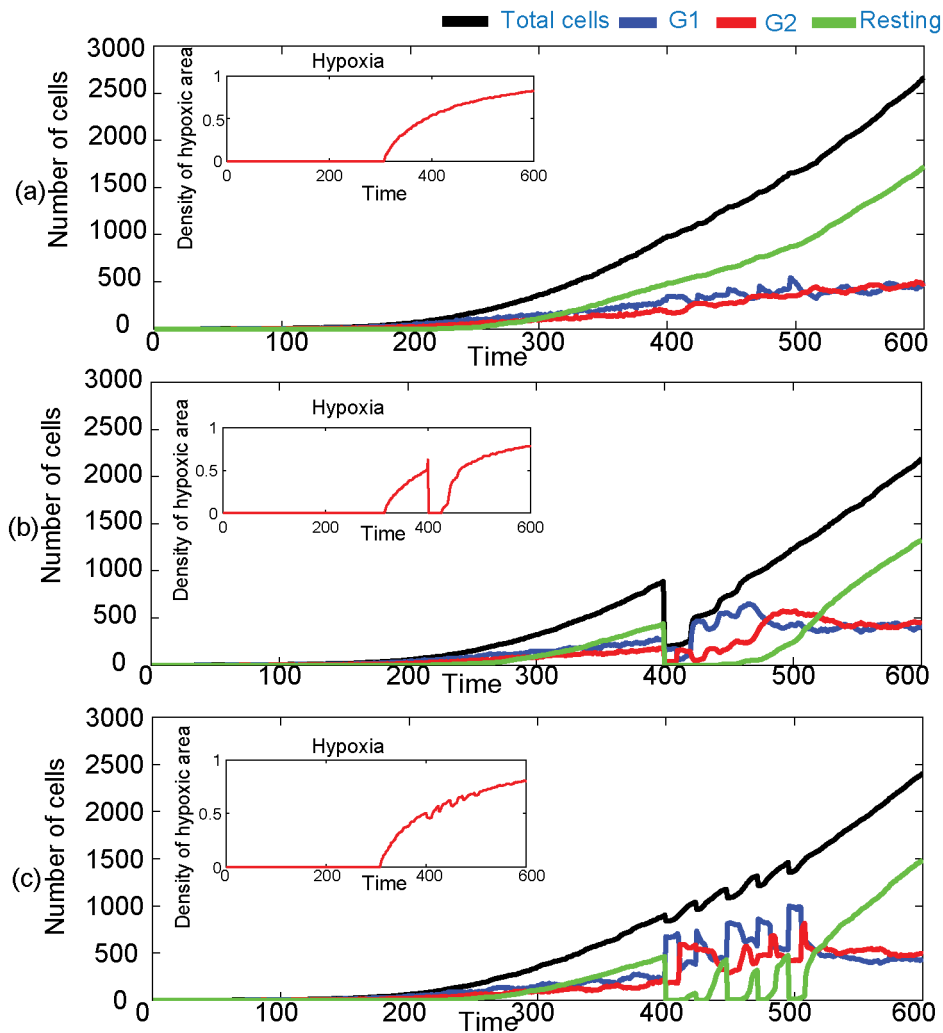 Total cells G1 G2 Resting
(a)
Number of cells
3000
2500
2000
1500
1000
500
0
0 100 200 300 400 500 600
Time
Hypoxia
Density of hypoxic area
1
0.5
0
0 200 400 600
Time
(b)
Number of cells
3000
2500
2000
1500
1000
500
0
0 100 200 300 400 500 600
Time
Hypoxia
Density of hypoxic area
1
0.5
0
0 200 400 600
Time
(c)
Number of cells
3000
2500
2000
1500
1000
500
0
0 100 200 300 400 500 600
Time
Hypoxia
Density of hypoxic area
1
0.5
0
0 200 400 600
Time